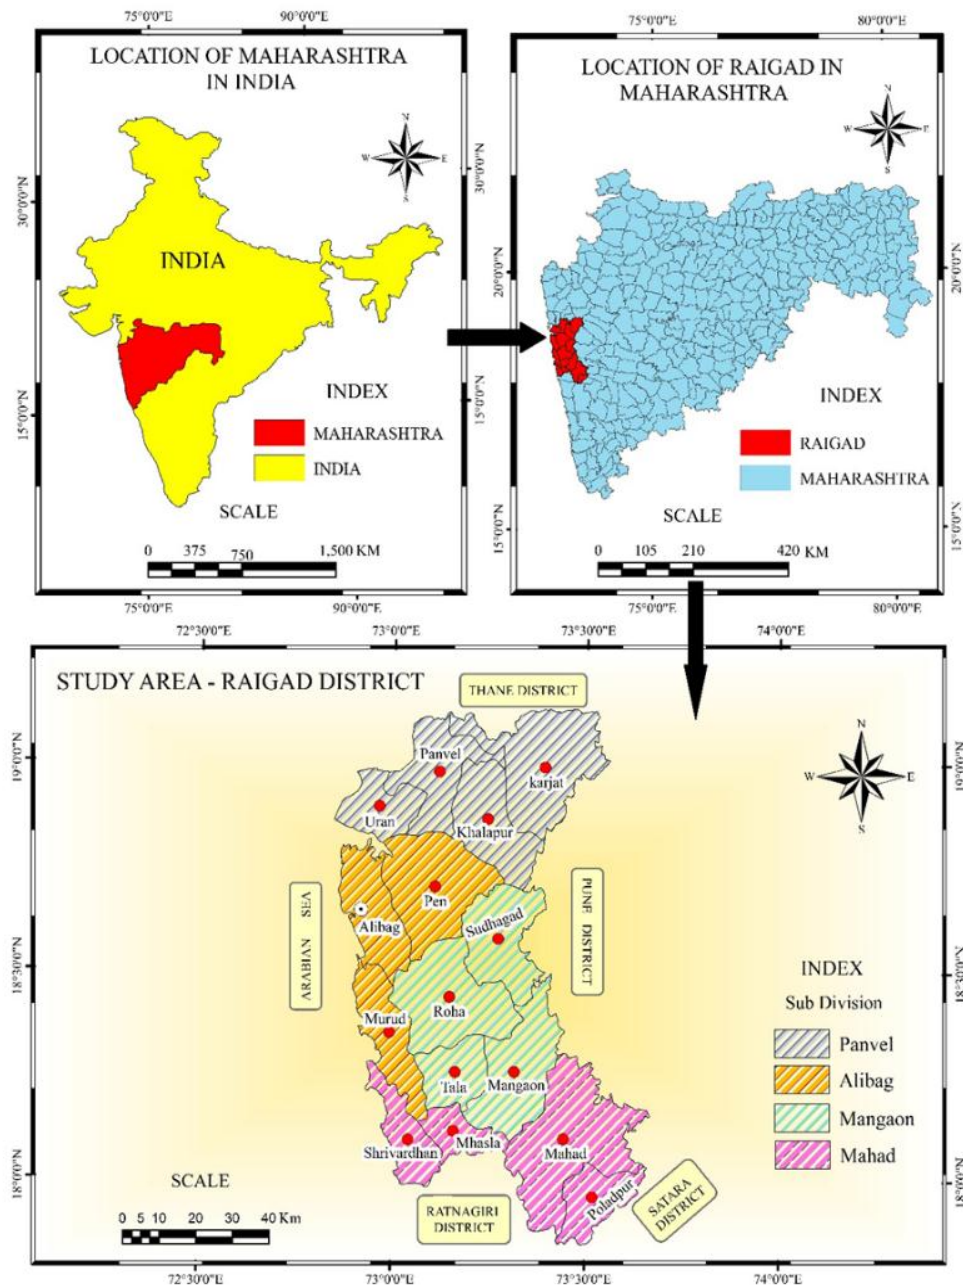 75°0'0"E
90°0'0"E
LOCATION OF MAHARASHTRA
IN INDIA
N
W
E
S
30°0'0"N
30°0'0"N
INDIA
15°0'0"N
15°0'0"N
INDEX
MAHARASHTRA
INDIA
SCALE
0 375 750 1,500 KM
75°0'0"E
90°0'0"E
75°0'0"E
80°0'0"E
LOCATION OF RAIGAD IN
MAHARASHTRA
N
W
E
S
20°0'0"N
20°0'0"N
INDEX
RAIGAD
MAHARASHTRA
SCALE
0 105 210 420 KM
15°0'0"N
15°0'0"N
75°0'0"E
80°0'0"E
72°30'0"E
73°0'0"E
73°30'0"E
74°0'0"E
STUDY AREA - RAIGAD DISTRICT
THANE DISTRICT
N
W
E
S
19°0'0"N
19°0'0"N
Panvel
karjat
Uran
Khalapur
Pen
Alibag
Sudhagad
ARABIAN SEA
PUNE DISTRICT
18°30'0"N
18°30'0"N
Roha
Murud
Tala
Mangaon
Shrivardhan
Mhasla
Mahad
Poladpur
INDEX
Sub Division
Panvel
Alibag
Mangaon
Mahad
18°0'0"N
18°0'0"N
SCALE
0 5 10 20 30 40 Km
RATNAGIRI
DISTRICT
SATARA
DISTRICT
72°30'0"E
73°0'0"E
73°30'0"E
74°0'0"E